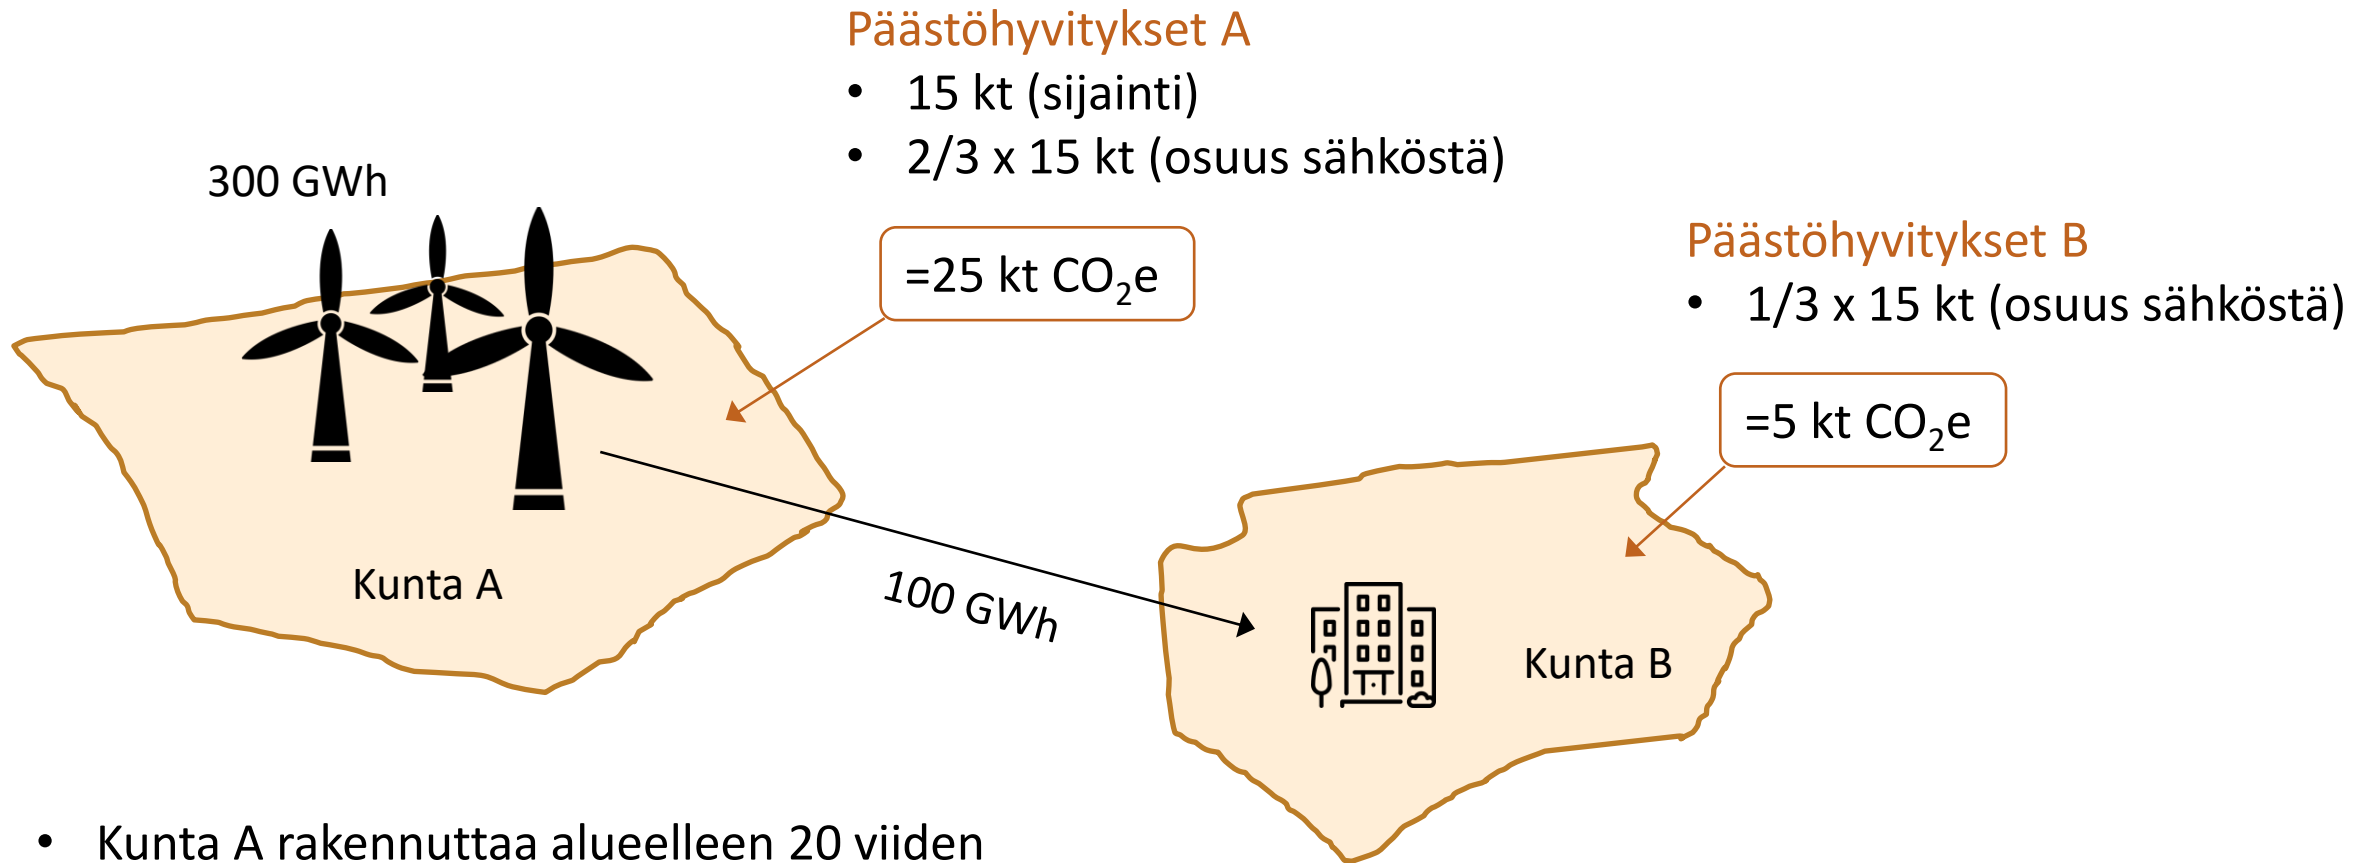 Päästöhyvitykset A
• 15 kt (sijainti)
• 2/3 x 15 kt (osuus sähköstä)
300 GWh
=25 kt CO₂e
Päästöhyvitykset B
• 1/3 x 15 kt (osuus sähköstä)
=5 kt CO₂e
Kunta A
100 GWh
Kunta B
• Kunta A rakennuttaa alueelleen 20 viiden